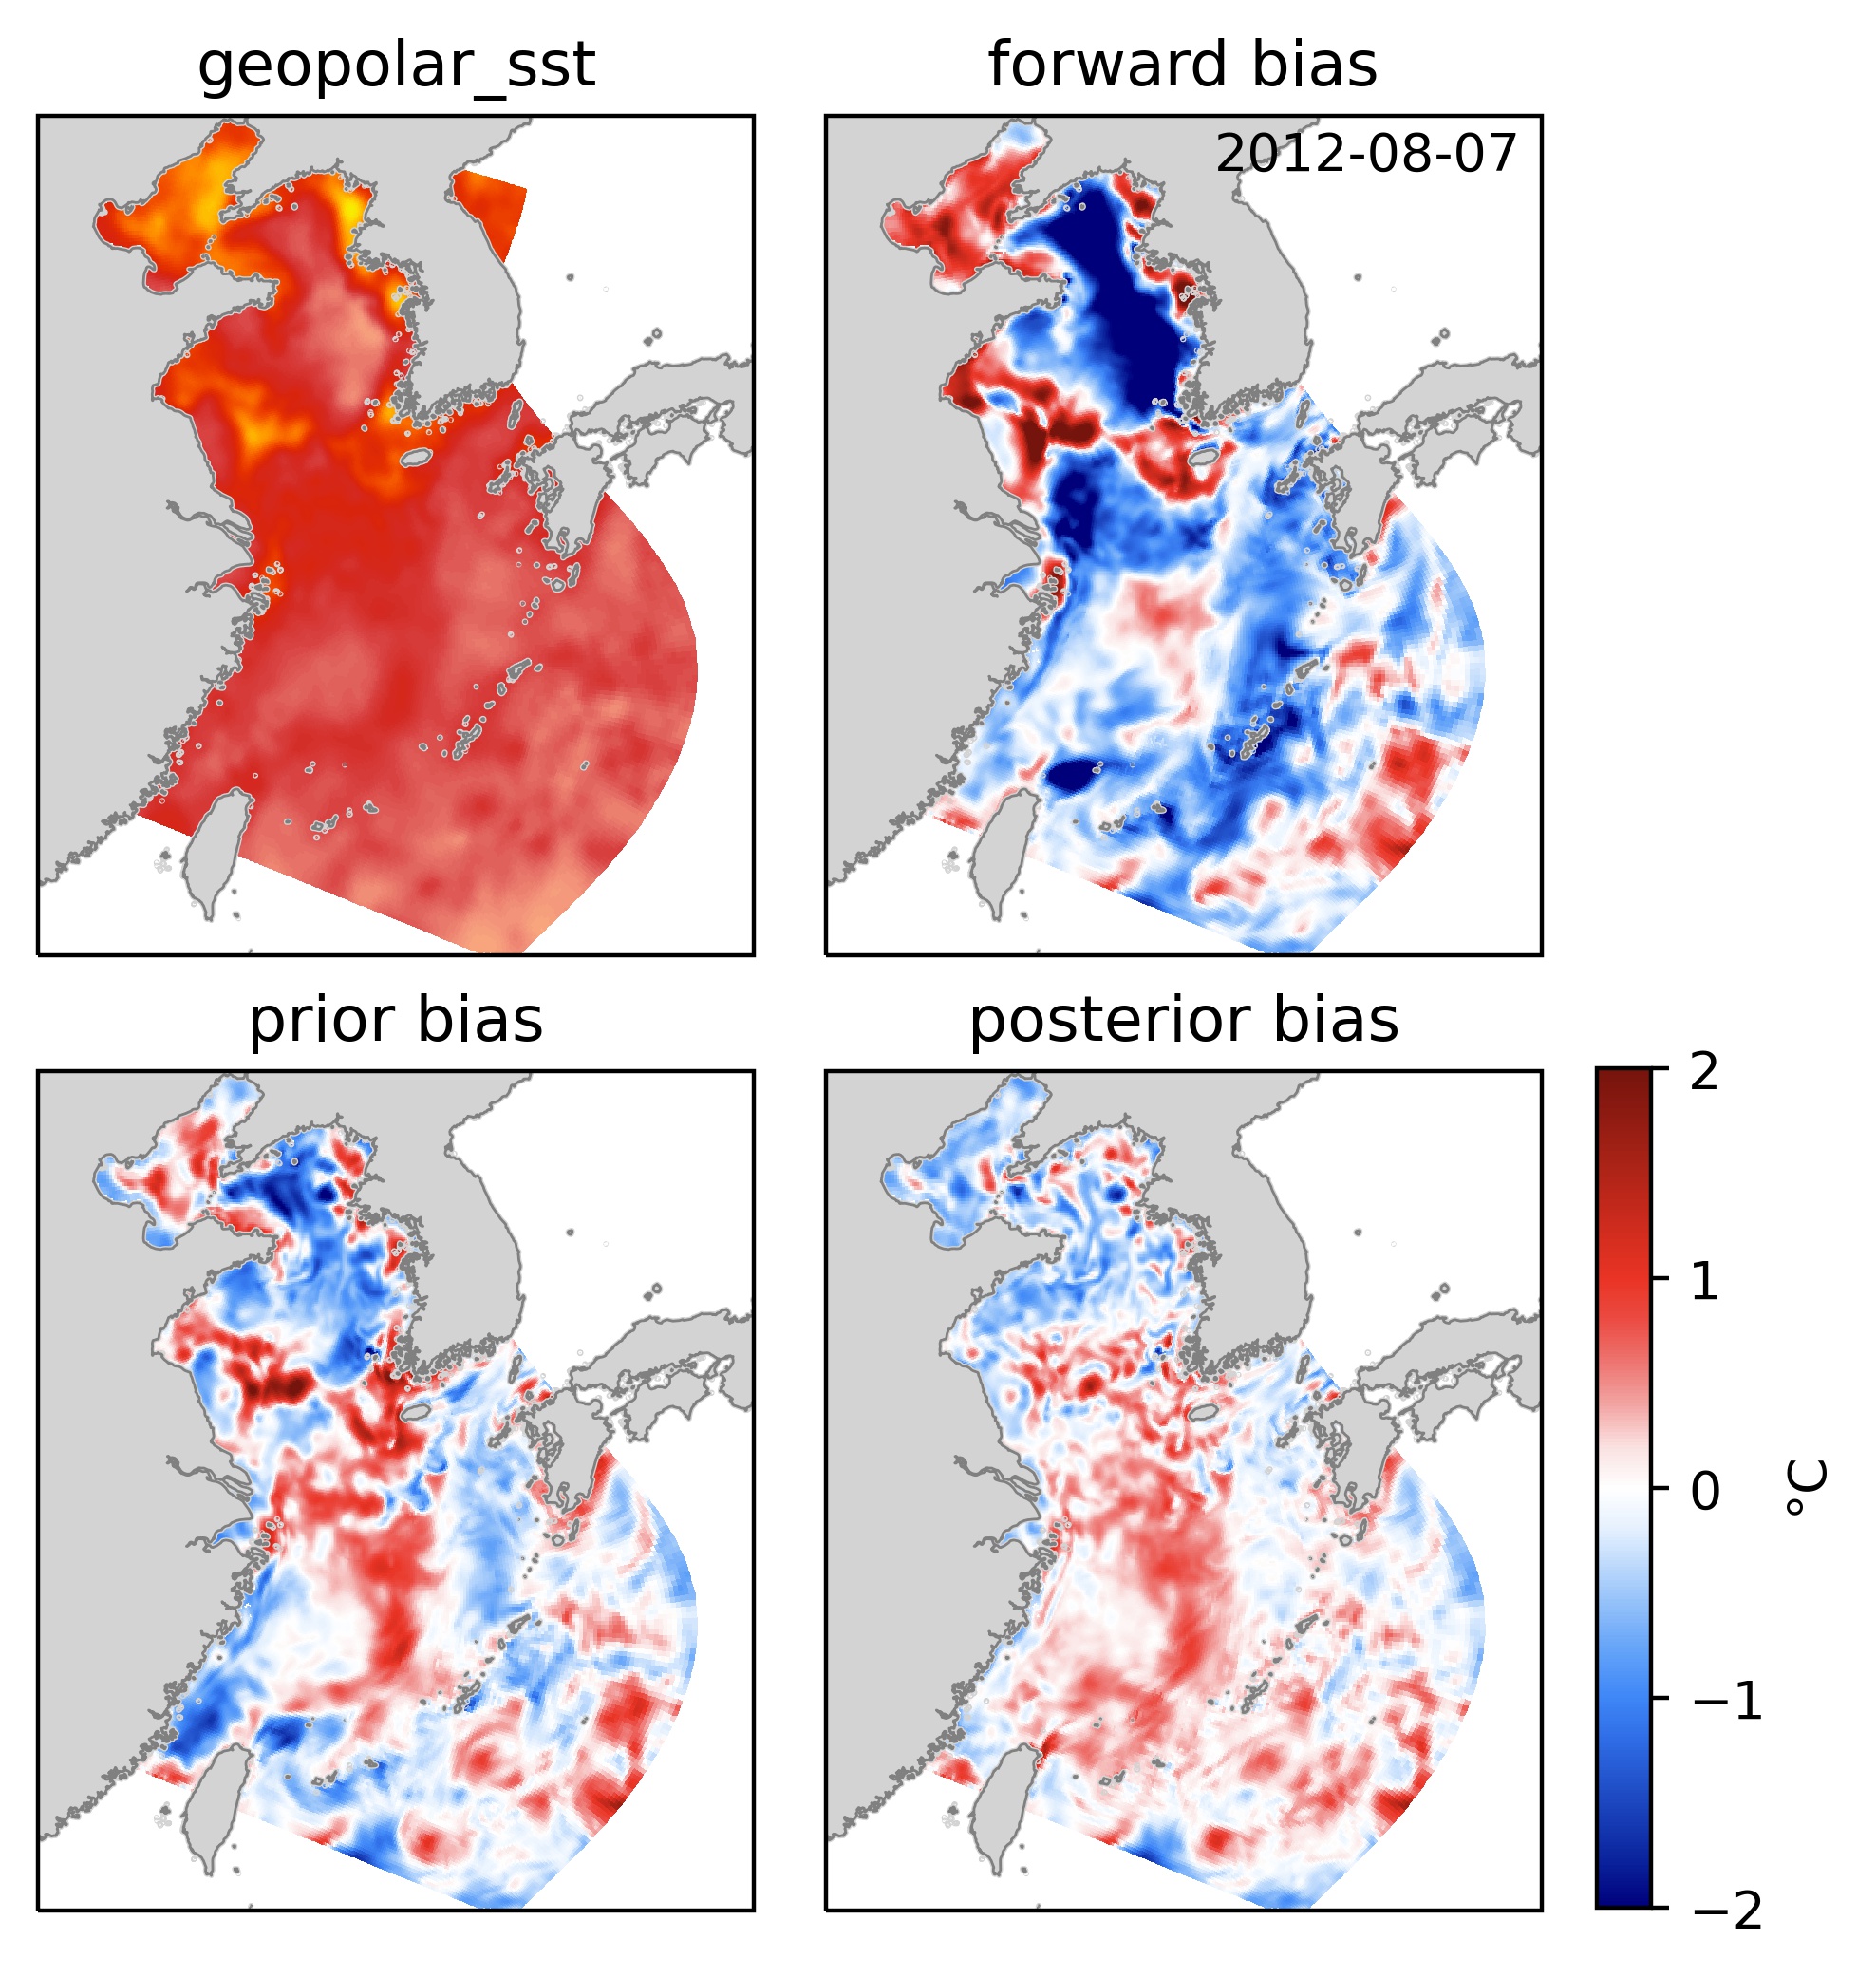 geopolar_sst
forward bias
2012-08-07
prior bias
posterior bias
2
1
0
−1
−2
°C